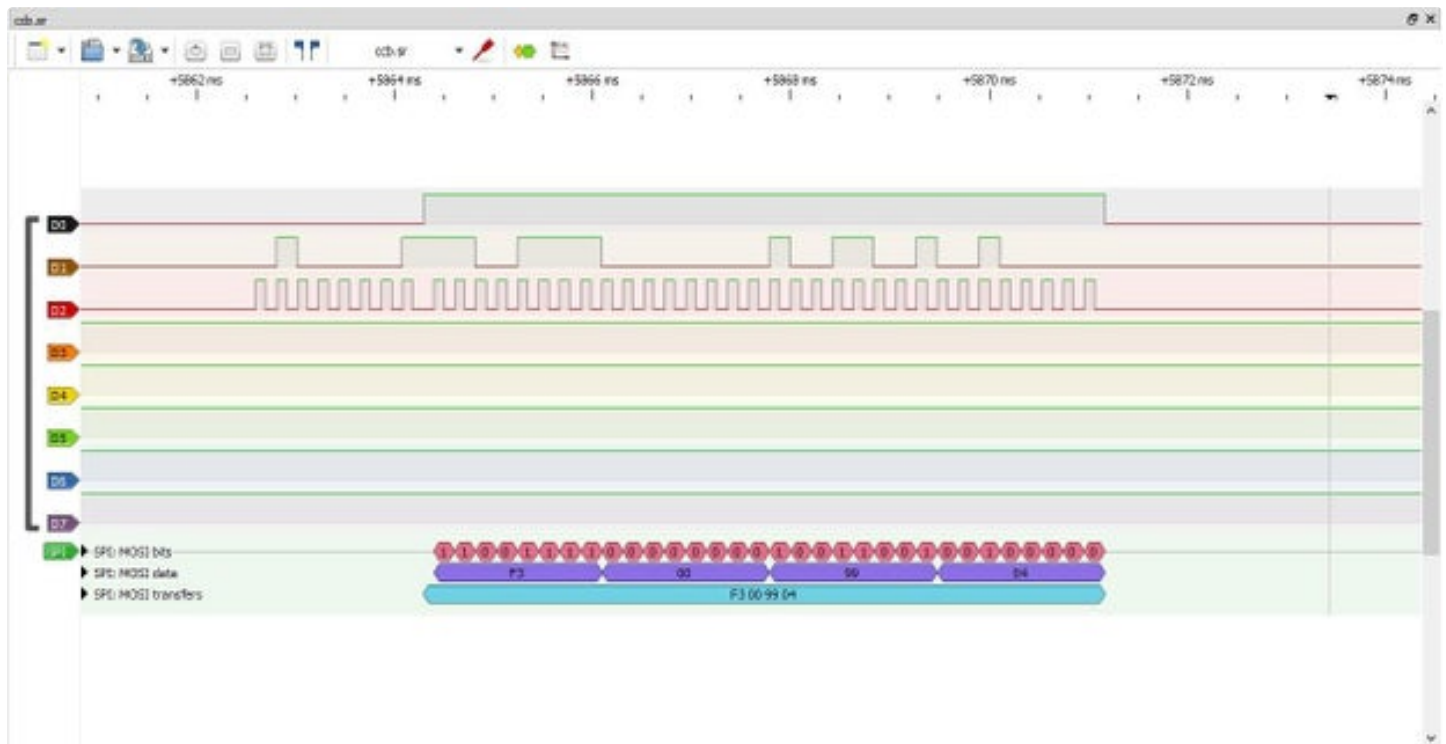 ccb.sr
ccb.sr
+5862 ms +5864 ms +5866 ms +5868 ms +5870 ms +5872 ms +5874 ms
D0
D1
D2
D3
D4
D5
D6
D7
SPI SPI: MOSI bits 1 1 0 0 1 1 1 1 0 0 0 0 0 0 0 0 1 0 0 1 1 0 0 1 0 0 1 0 0 0 0 0
SPI: MOSI data F3 00 99 04
SPI: MOSI transfers F3 00 99 04